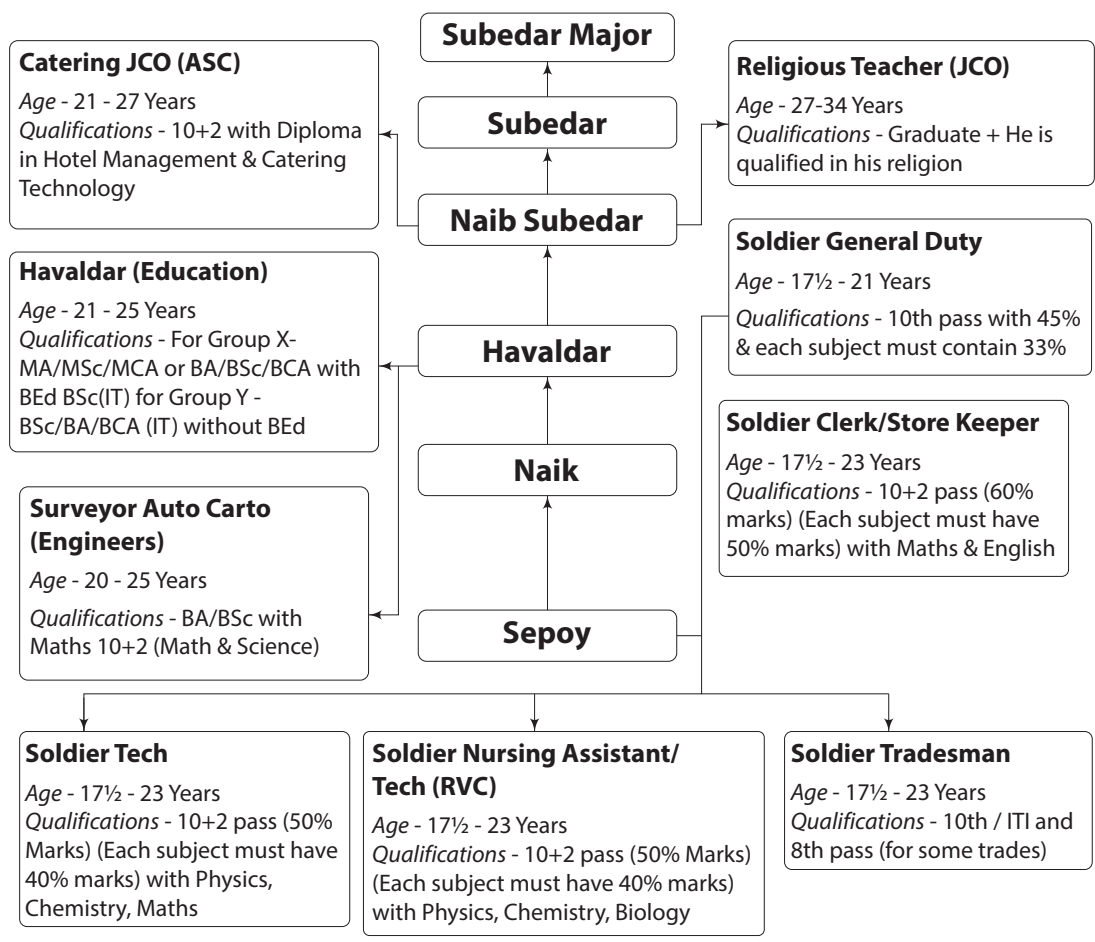 Subedar Major
Catering JCO (ASC)
Age - 21 - 27 Years
Qualifications - 10+2 with Diploma
in Hotel Management & Catering
Technology
Subedar
Religious Teacher (JCO)
Age - 27-34 Years
Qualifications - Graduate + He is
qualified in his religion
Naib Subedar
Soldier General Duty
Age - 17½ - 21 Years
Qualifications - 10th pass with 45%
& each subject must contain 33%
Havaldar (Education)
Age - 21 - 25 Years
Qualifications - For Group X-
MA/MSc/MCA or BA/BSc/BCA with
BEd BSc(IT) for Group Y -
BSc/BA/BCA (IT) without BEd
Havaldar
Soldier Clerk/Store Keeper
Age - 17½ - 23 Years
Qualifications - 10+2 pass (60%
marks) (Each subject must have
50% marks) with Maths & English
Naik
Surveyor Auto Carto
(Engineers)
Age - 20 - 25 Years
Qualifications - BA/BSc with
Maths 10+2 (Math & Science)
Sepoy
Soldier Tech
Age - 17½ - 23 Years
Qualifications - 10+2 pass (50%
Marks) (Each subject must have
40% marks) with Physics,
Chemistry, Maths
Soldier Nursing Assistant/
Tech (RVC)
Age - 17½ - 23 Years
Qualifications - 10+2 pass (50% Marks)
(Each subject must have 40% marks)
with Physics, Chemistry, Biology
Soldier Tradesman
Age - 17½ - 23 Years
Qualifications - 10th / ITI and
8th pass (for some trades)